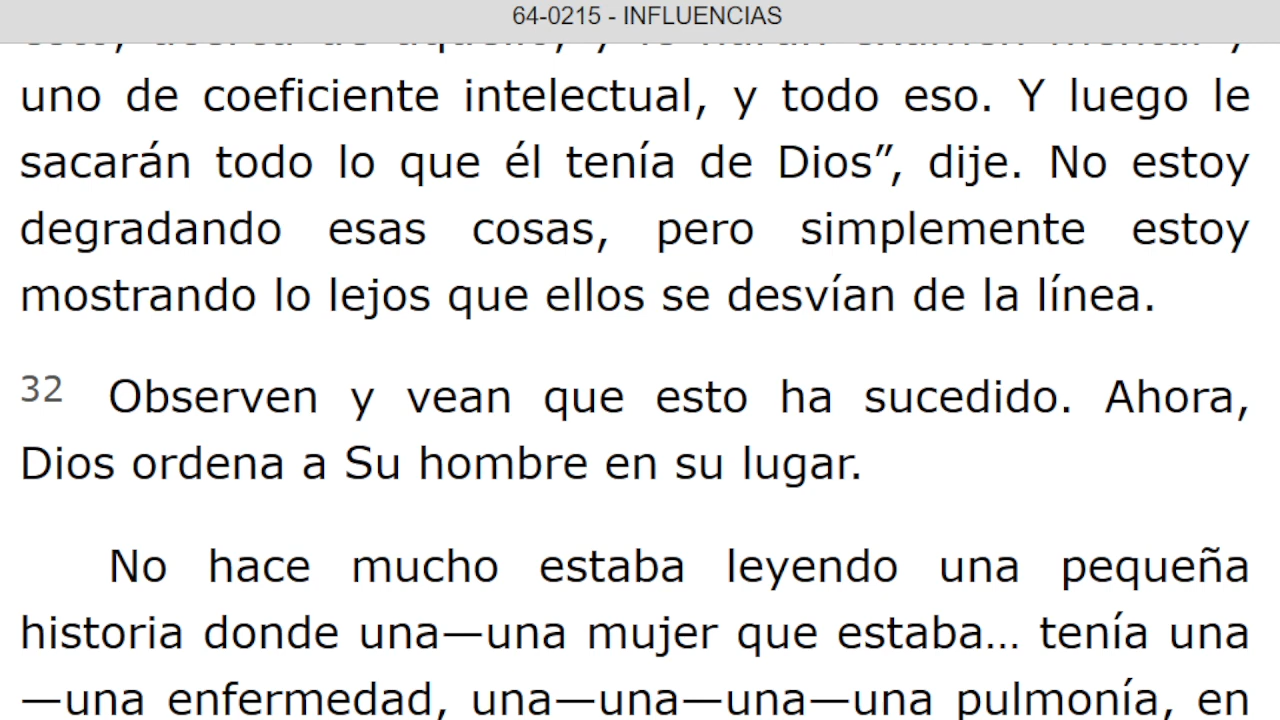 64-0215 - INFLUENCIAS
uno de coeficiente intelectual, y todo eso. Y luego le
sacarán todo lo que él tenía de Dios”, dije. No estoy
degradando esas cosas, pero simplemente estoy
mostrando lo lejos que ellos se desvían de la línea.
32 Observen y vean que esto ha sucedido. Ahora,
Dios ordena a Su hombre en su lugar.
No hace mucho estaba leyendo una pequeña
historia donde una—una mujer que estaba... tenía una
—una enfermedad, una—una—una—una pulmonía, en